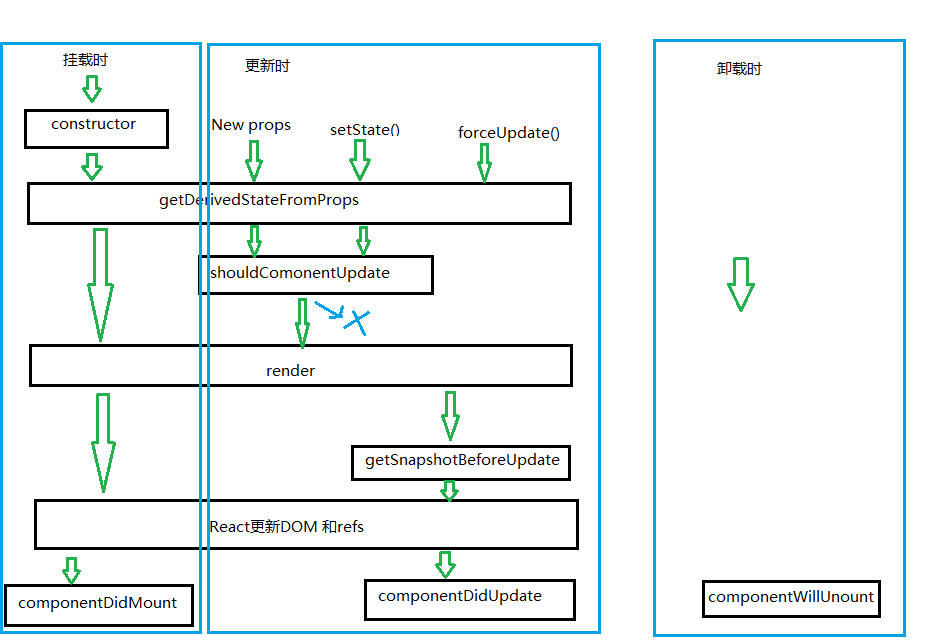 挂载时
更新时
卸载时
constructor
New props
setState()
forceUpdate()
getDerivedStateFromProps
shouldComonentUpdate
render
getSnapshotBeforeUpdate
React更新DOM 和refs
componentDidMount
componentDidUpdate
componentWillUnount